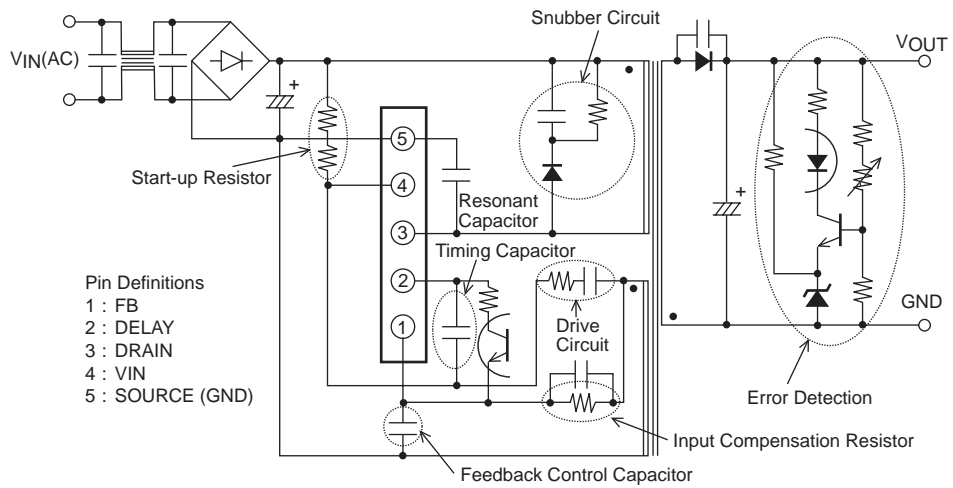 Snubber Circuit
VOUT
VIN(AC)
+
5
Start-up Resistor
4
Resonant
Capacitor
+
3
Timing Capacitor
Pin Definitions
1 : FB
2 : DELAY
3 : DRAIN
4 : VIN
5 : SOURCE (GND)
2
1
Drive
Circuit
GND
Error Detection
Input Compensation Resistor
Feedback Control Capacitor